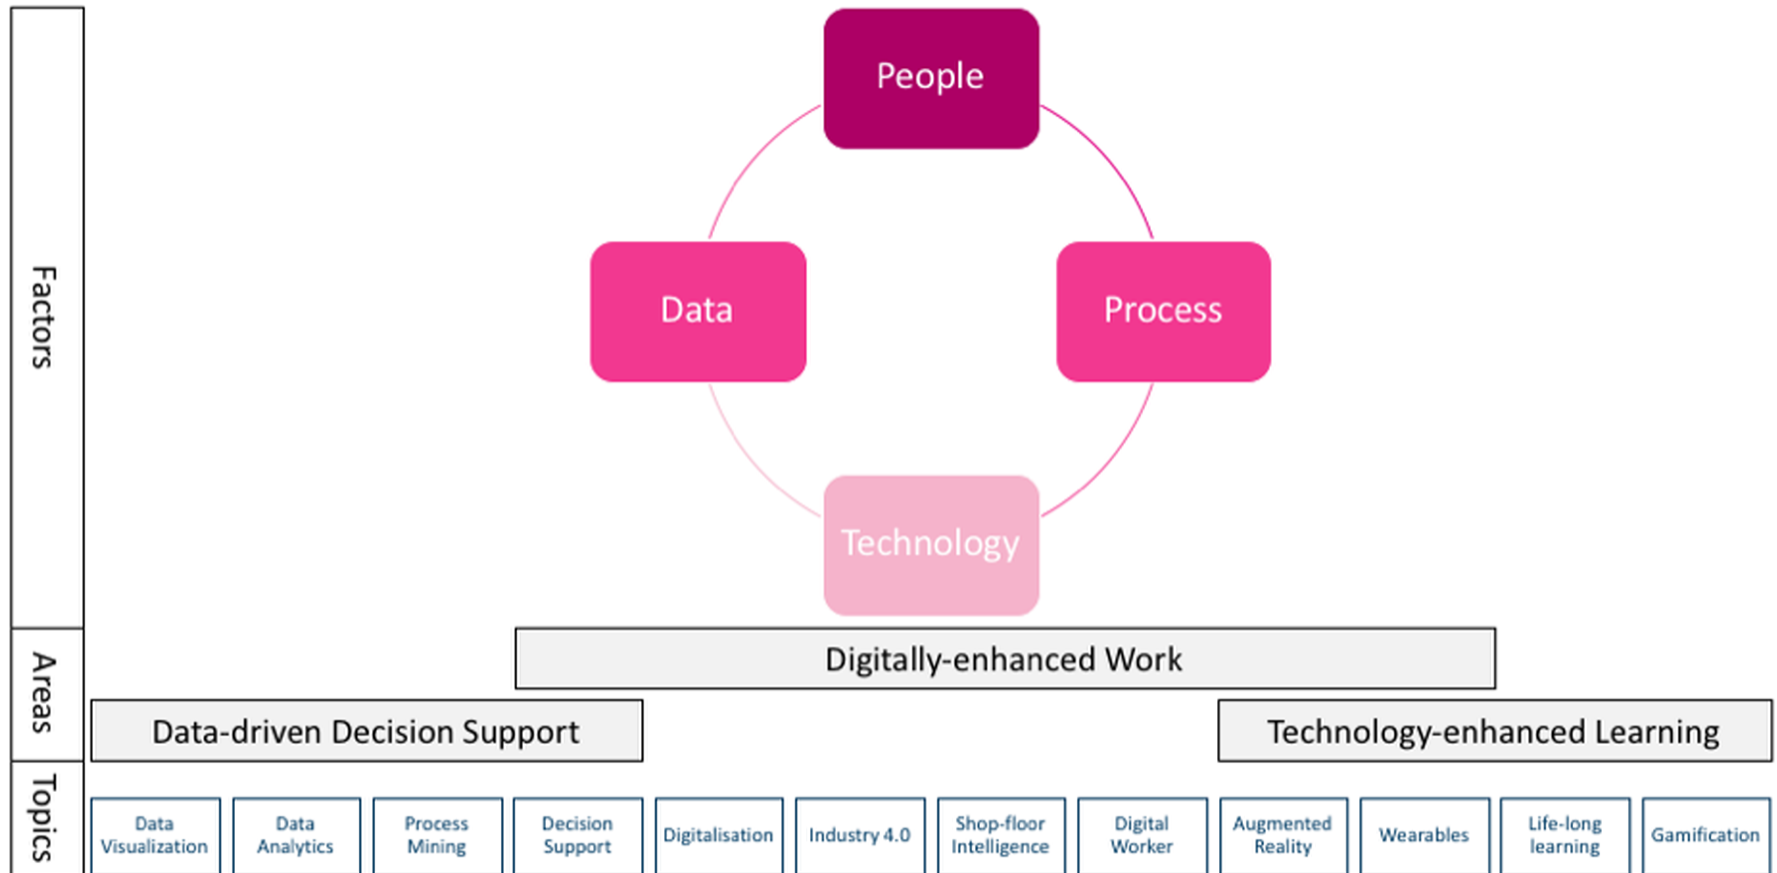 Factors
People
Data
Process
Technology
Areas
Digitally-enhanced Work
Data-driven Decision Support
Technology-enhanced Learning
Topics
Data
Visualization
Data
Analytics
Process
Mining
Decision
Support
Digitalisation
Industry 4.0
Shop-floor
Intelligence
Digital
Worker
Augmented
Reality
Wearables
Life-long
learning
Gamification